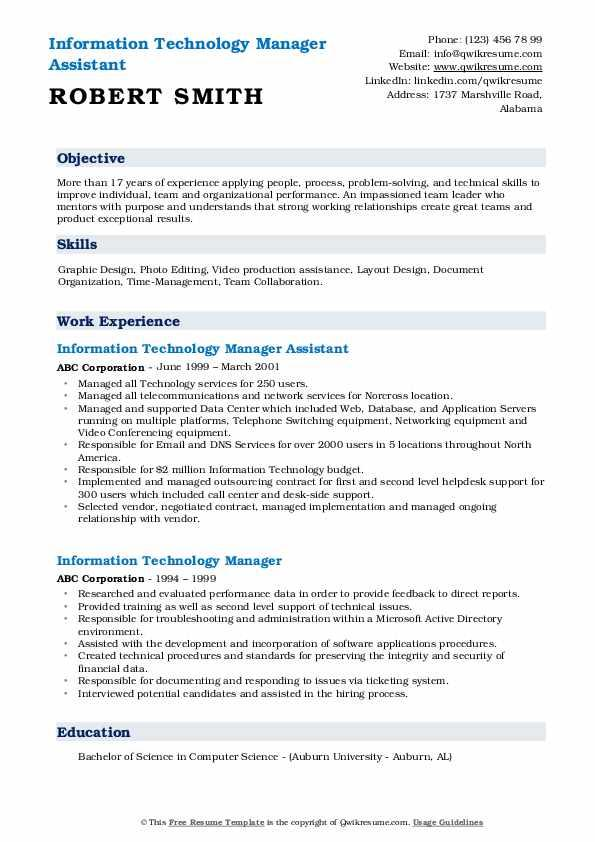 Information Technology Manager
Assistant
ROBERT SMITH
Phone: (123) 456 78 99
Email: info@qwikresume.com
Website: www.qwikresume.com
LinkedIn: linkedin.com/qwikresume
Address: 1737 Marshville Road,
Alabama
Objective
More than 17 years of experience applying people, process, problem-solving, and technical skills to
improve individual, team and organizational performance. An impassioned team leader who
mentors with purpose and understands that strong working relationships create great teams and
product exceptional results.
Skills
Graphic Design, Photo Editing, Video production assistance, Layout Design, Document
Organization, Time-Management, Team Collaboration.
Work Experience
Information Technology Manager Assistant
ABC Corporation - June 1999 – March 2001
• Managed all Technology services for 250 users.
• Managed all telecommunications and network services for Norcross location.
• Managed and supported Data Center which included Web, Database, and Application Servers
running on multiple platforms, Telephone Switching equipment, Networking equipment and
Video Conferencing equipment.
• Responsible for Email and DNS Services for over 2000 users in 5 locations throughout North
America.
• Responsible for $2 million Information Technology budget.
• Implemented and managed outsourcing contract for first and second level helpdesk support for
300 users which included call center and desk-side support.
• Selected vendor, negotiated contract, managed implementation and managed ongoing
relationship with vendor.
Information Technology Manager
ABC Corporation - 1994 – 1999
• Researched and evaluated performance data in order to provide feedback to direct reports.
• Provided training as well as second level support of technical issues.
• Responsible for troubleshooting and administration within a Microsoft Active Directory
environment.
• Assisted with the development and incorporation of software applications procedures.
• Created technical procedures and standards for preserving the integrity and security of
financial data.
• Responsible for documenting and responding to issues via ticketing system.
• Interviewed potential candidates and assisted in the hiring process.
Education
Bachelor of Science in Computer Science - (Auburn University - Auburn, AL)
© This Free Resume Template is the copyright of Qwikresume.com. Usage Guidelines